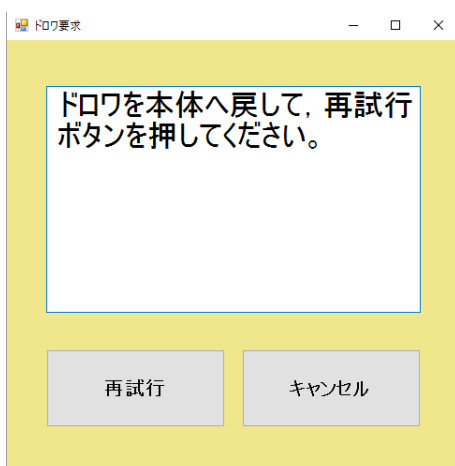 ドロワ要求
ドロワを本体へ戻して, 再試行
ボタンを押してください。
再試行
キャンセル